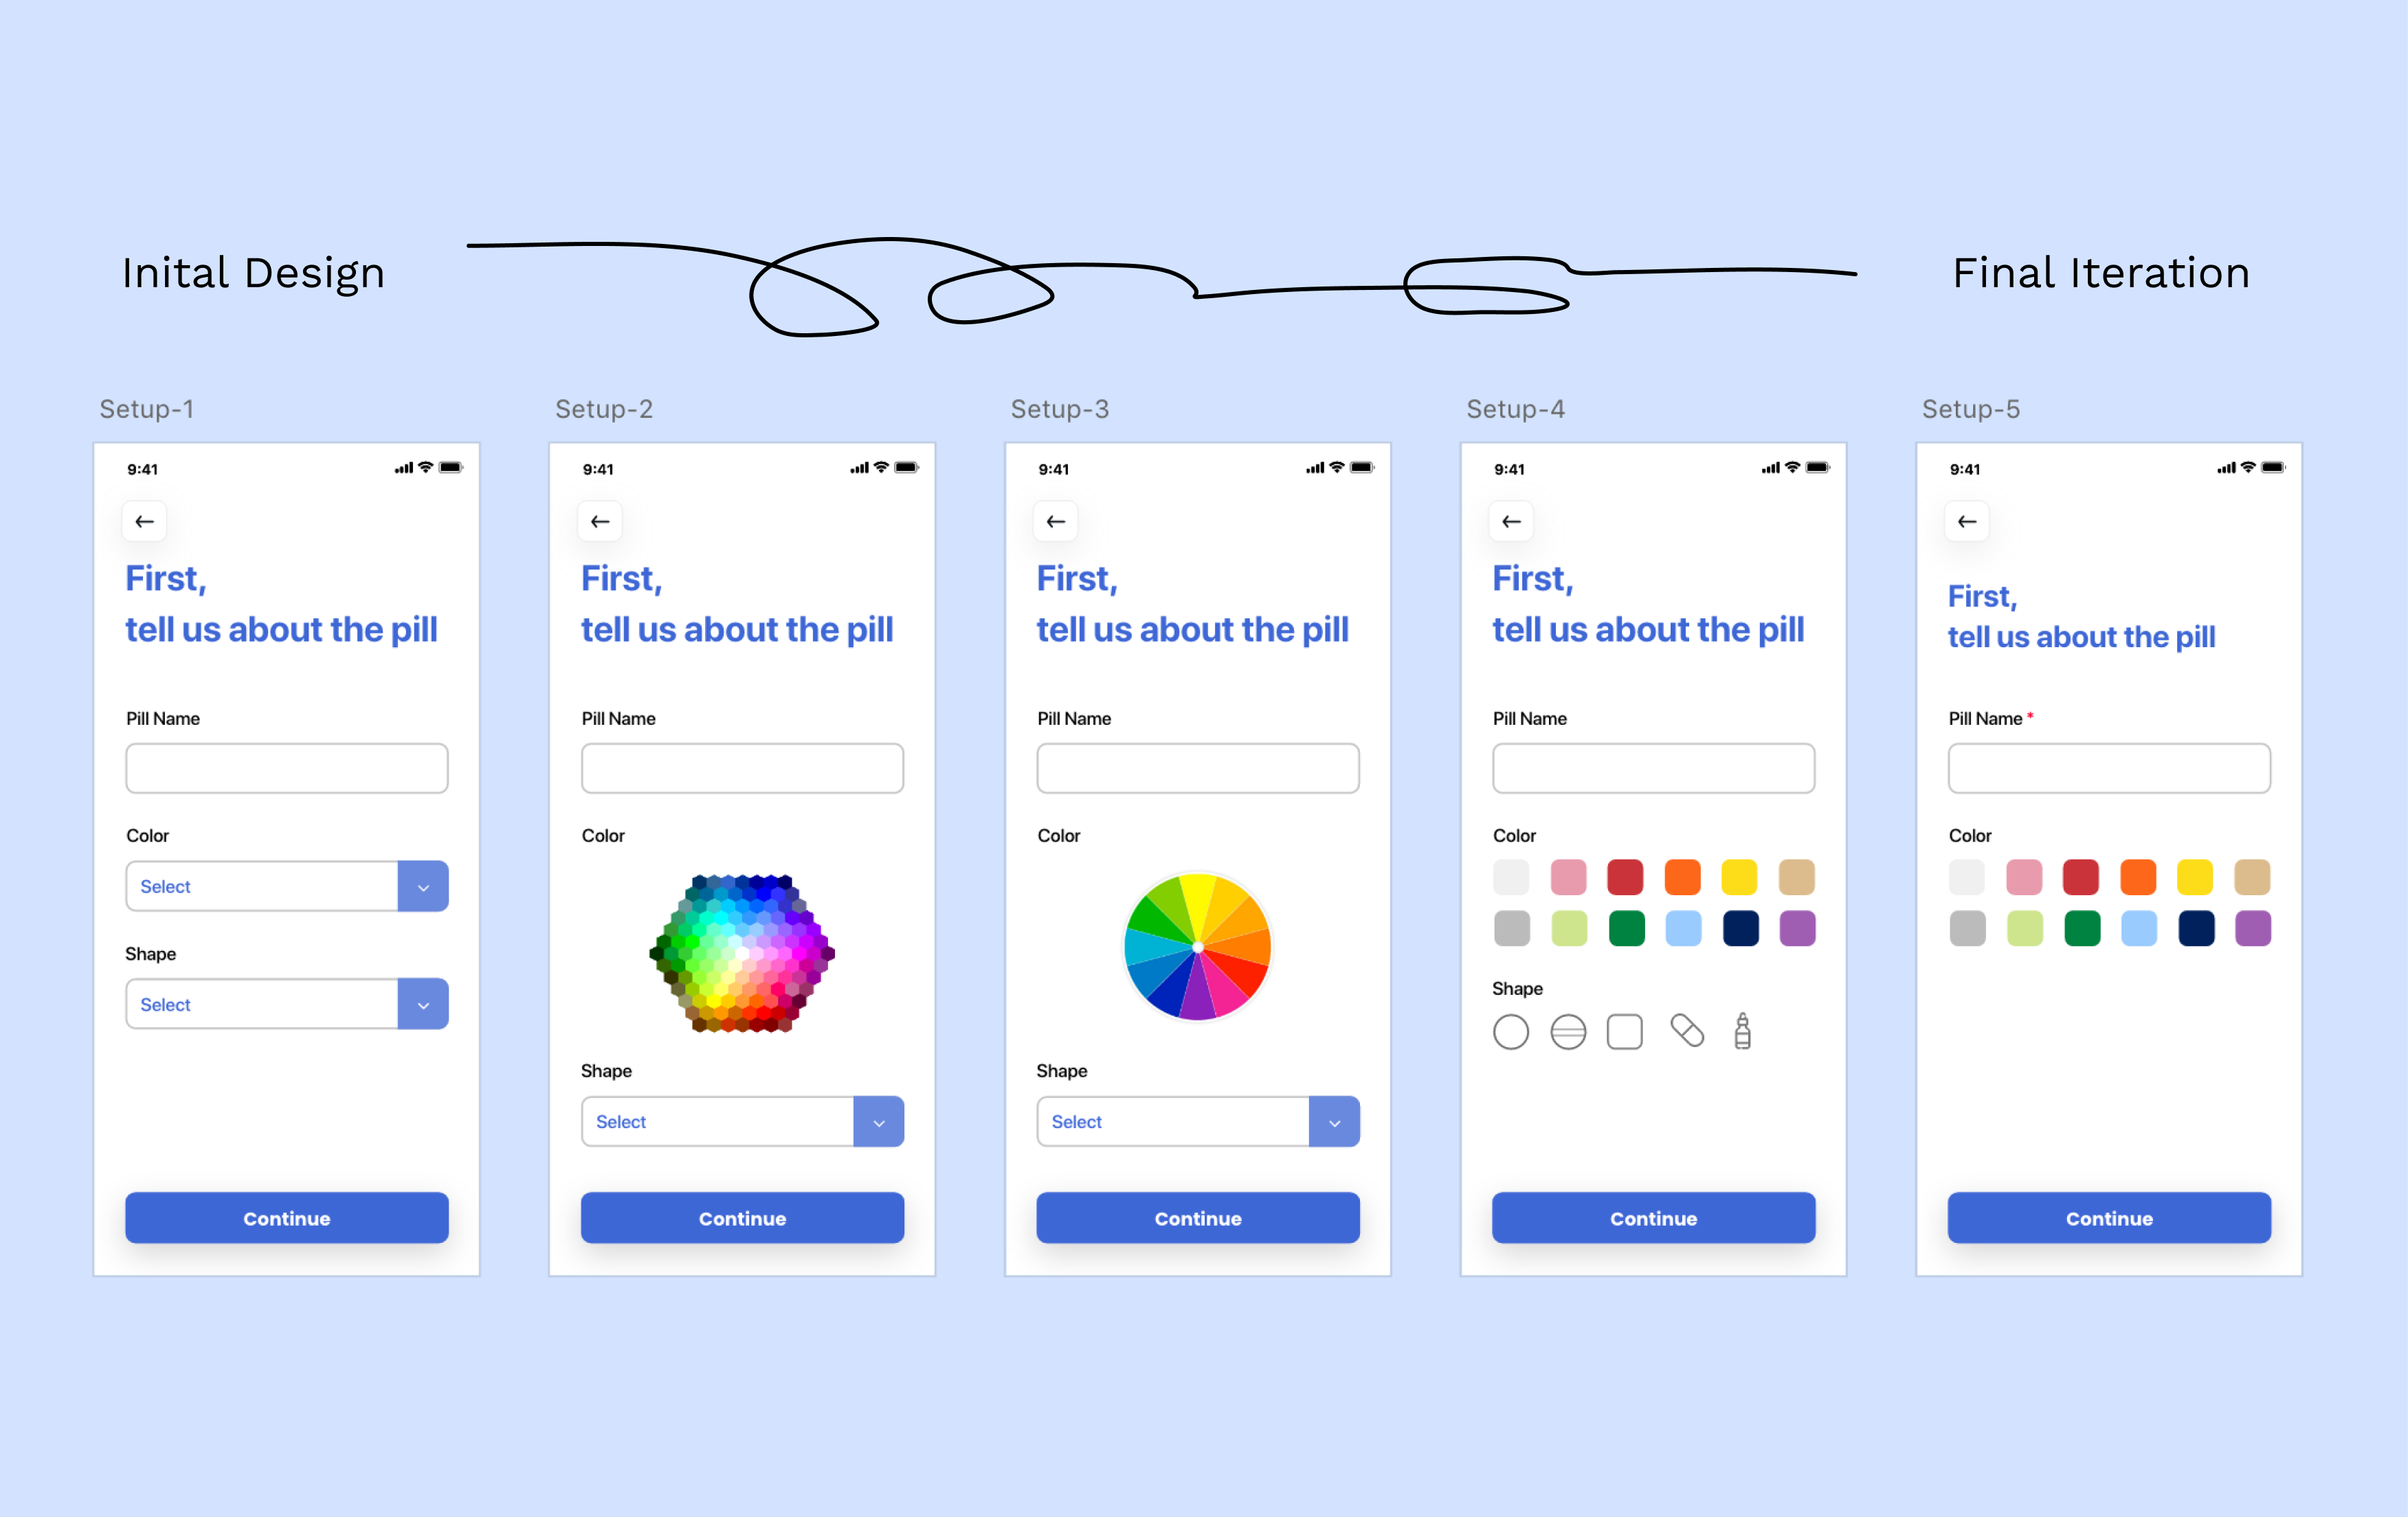 Inital Design
Final Iteration
Setup-1
9:41
First,
tell us about the pill
Pill Name
Color
Select
Shape
Select
Continue
Setup-2
9:41
First,
tell us about the pill
Pill Name
Color
Shape
Select
Continue
Setup-3
9:41
First,
tell us about the pill
Pill Name
Color
Shape
Select
Continue
Setup-4
9:41
First,
tell us about the pill
Pill Name
Color
Shape
Continue
Setup-5
9:41
First,
tell us about the pill
Pill Name *
Color
Continue